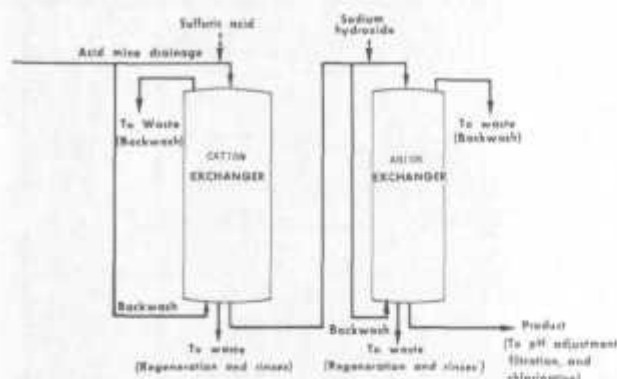 Sulfuric acid
Sodium
hydroxide
Acid mine drainage
To Waste
(Backwash)
To waste
(Backwash)
CATION
EXCHANGER
ANION
EXCHANGER
Backwash
Backwash
To waste
(Regeneration and rinses)
To waste
(Regeneration and rinses)
Product
(To pH adjustment,
filtration, and
chlorination)